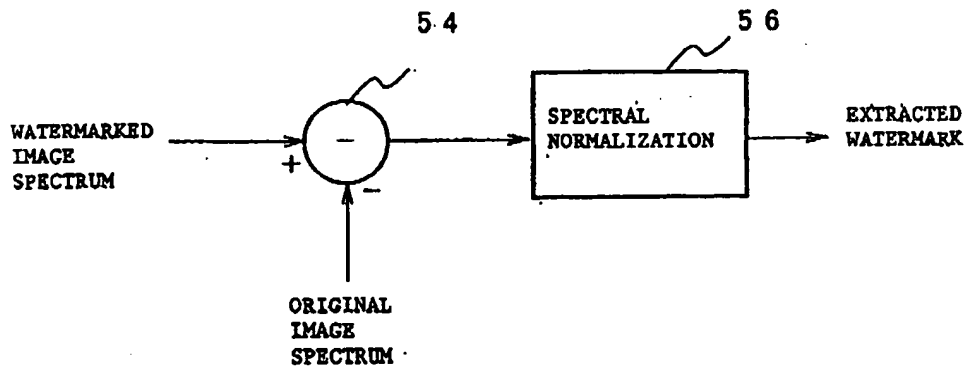 54
56
WATERMARKED
IMAGE
SPECTRUM
+
-
-
SPECTRAL
NORMALIZATION
EXTRACTED
WATERMARK
ORIGINAL
IMAGE
SPECTRUM